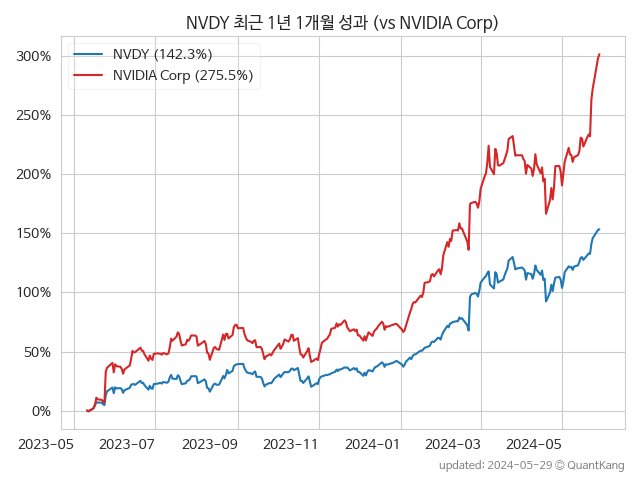 NVDY 최근 1년 1개월 성과 (vs NVIDIA Corp)
NVDY (142.3%)
NVIDIA Corp (275.5%)
300%
250%
200%
150%
100%
50%
0%
2023-05 2023-07 2023-09 2023-11 2024-01 2024-03 2024-05
updated: 2024-05-29 © QuantKang